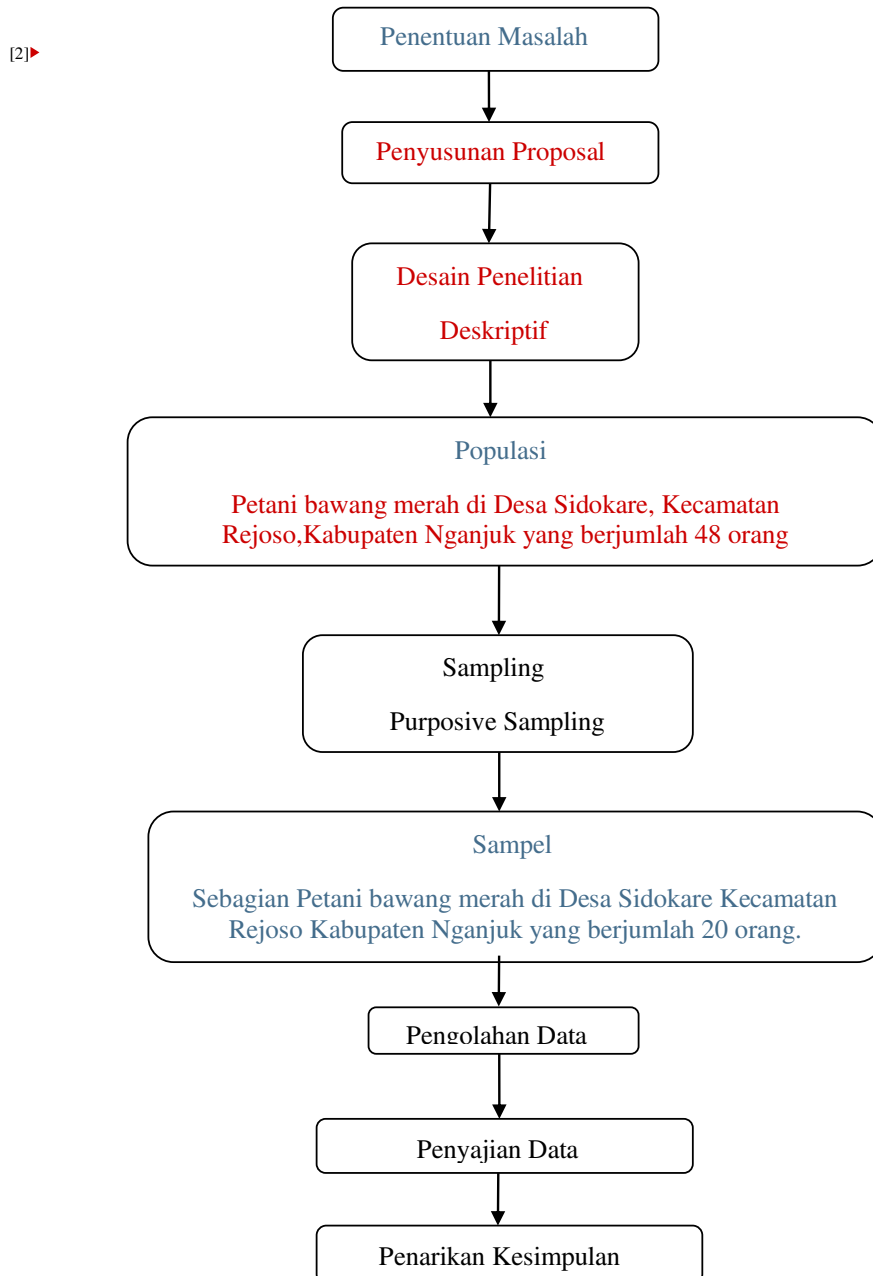 Penentuan Masalah
[2]
Penyusunan Proposal
Desain Penelitian
Deskriptif
Populasi
Petani bawang merah di Desa Sidokare, Kecamatan
Rejoso,Kabupaten Nganjuk yang berjumlah 48 orang
Sampling
Purposive Sampling
Sampel
Sebagian Petani bawang merah di Desa Sidokare Kecamatan
Rejoso Kabupaten Nganjuk yang berjumlah 20 orang.
Pengolahan Data
Penyajian Data
Penarikan Kesimpulan